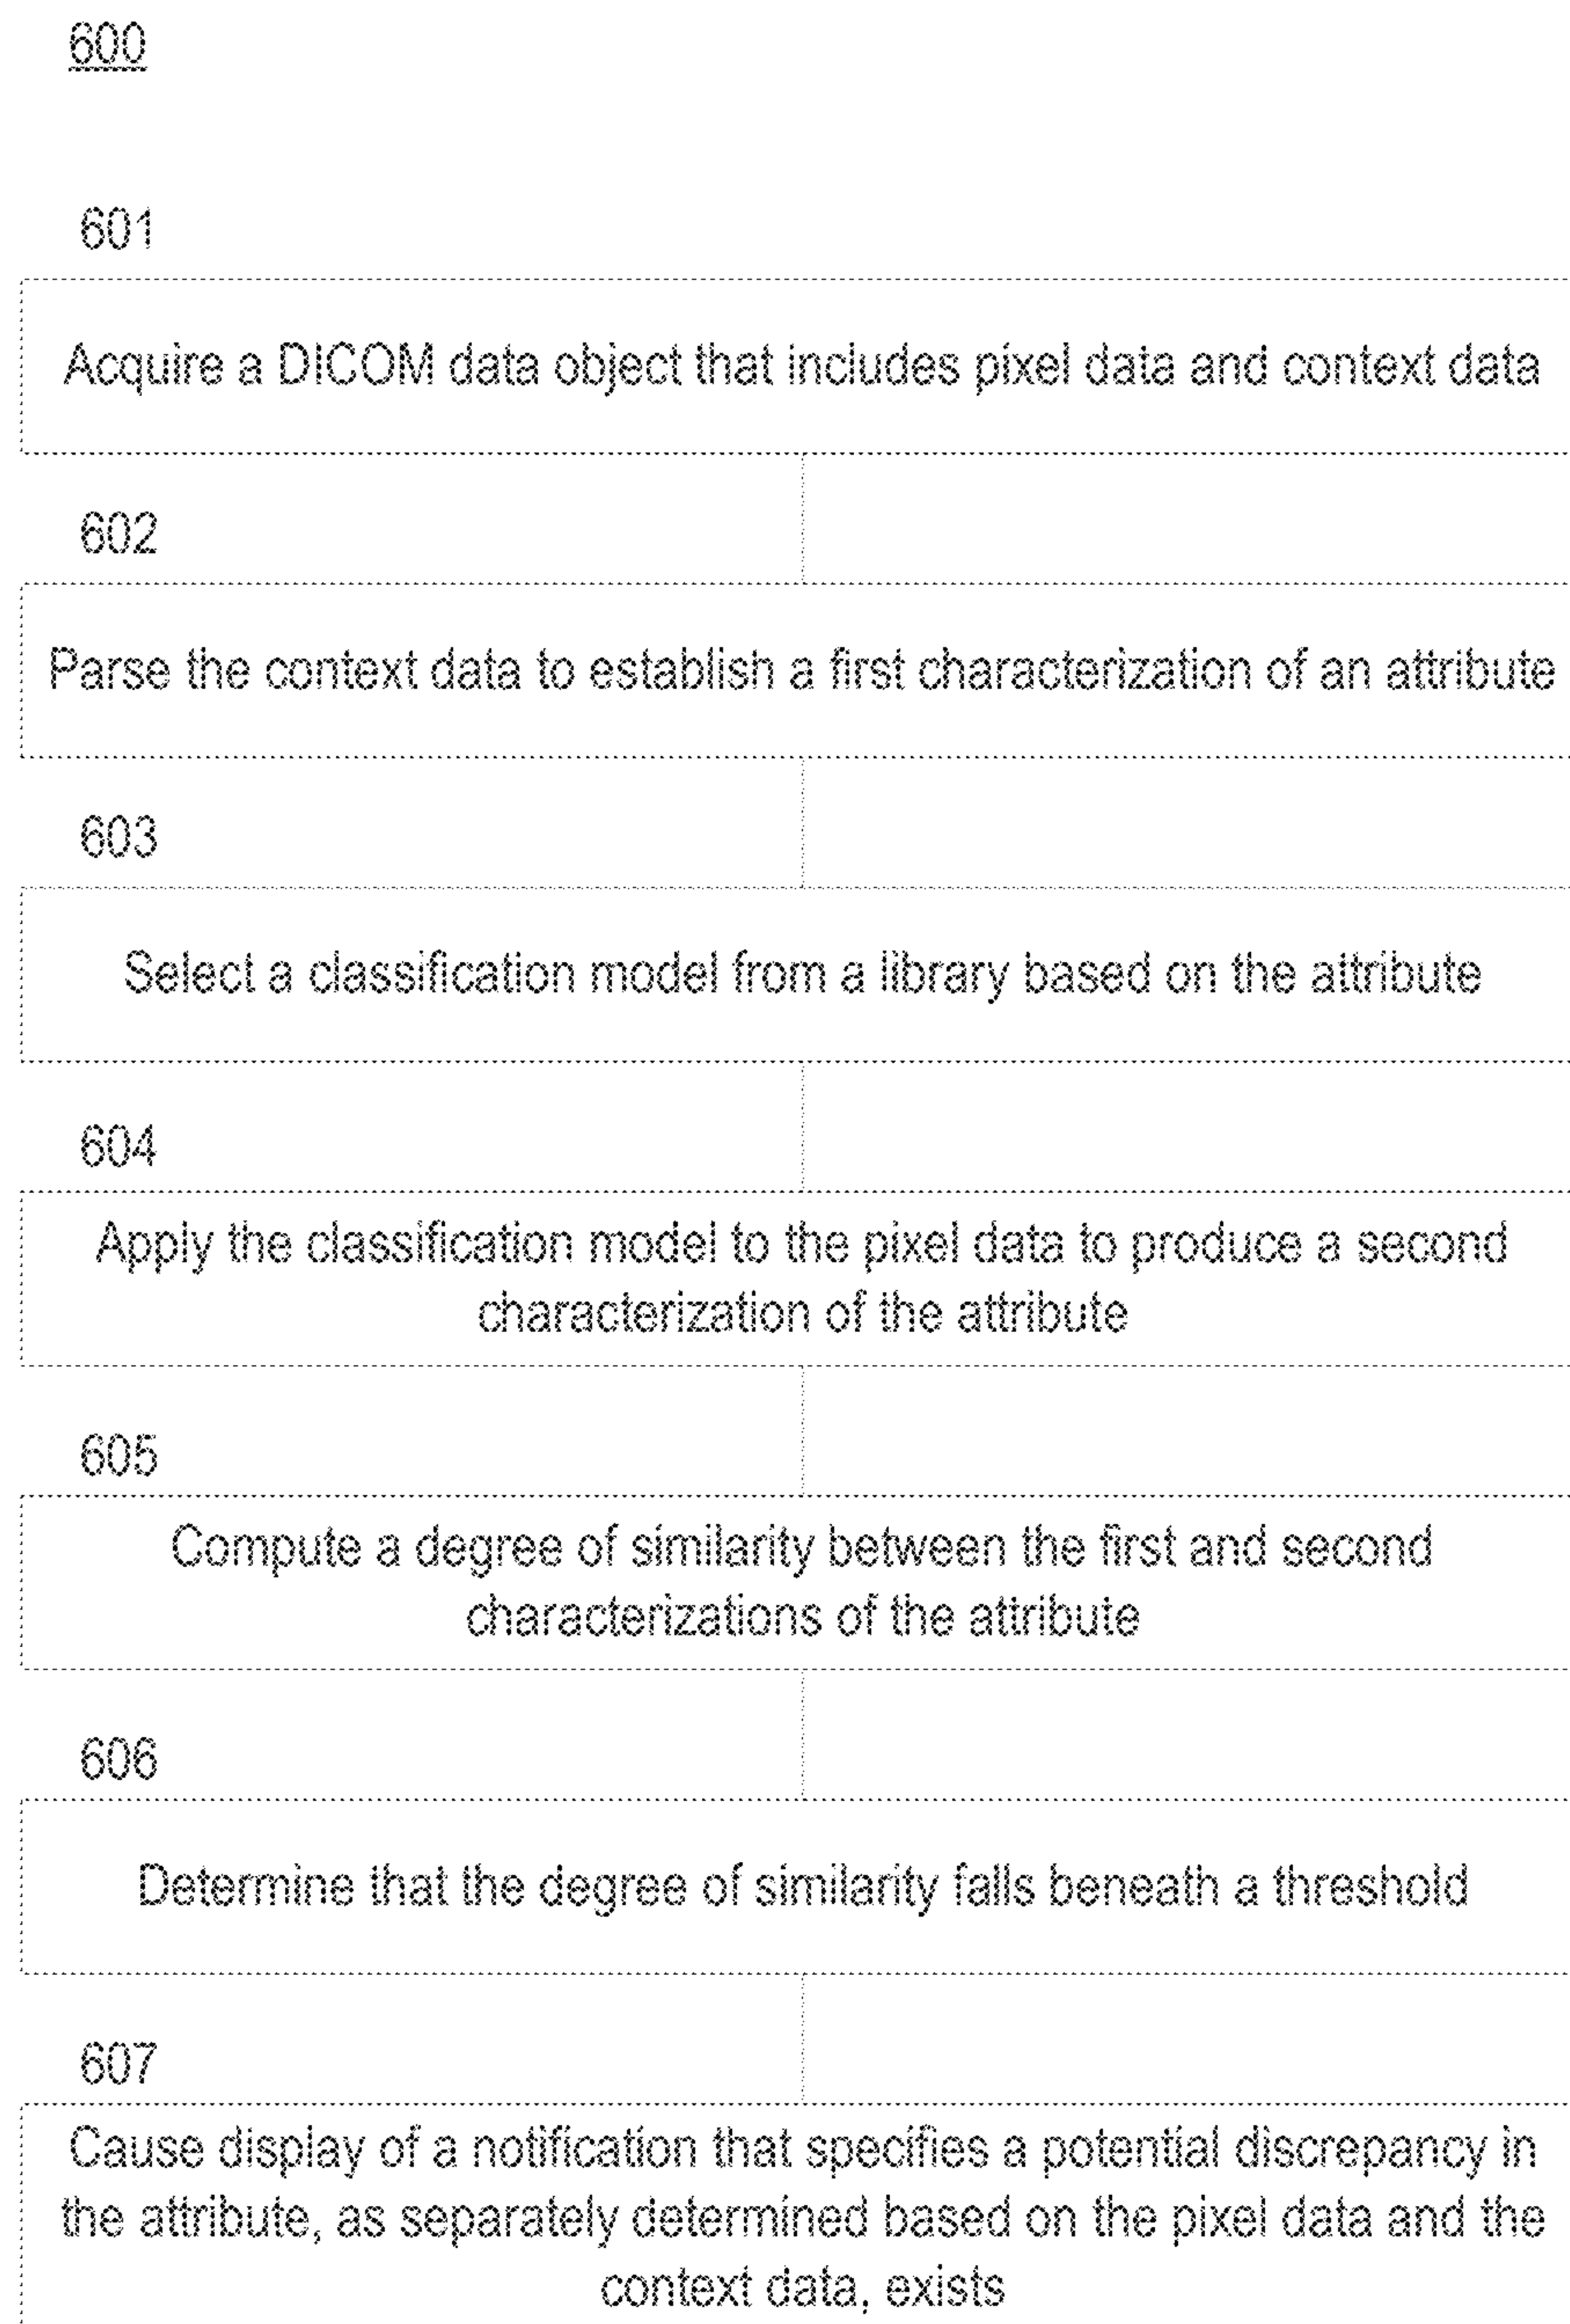 600
601
Acquire a DICOM data object that includes pixel data and context data
602
Parse the context data to establish a first characterization of an attribute
603
Select a classification model from a library based on the attribute
604
Apply the classification model to the pixel data to produce a second
characterization of the attribute
605
Compute a degree of similarity between the first and second
characterizations of the attribute
606
Determine that the degree of similarity falls beneath a threshold
607
Cause display of a notification that specifies a potential discrepancy in
the attribute, as separately determined based on the pixel data and the
context data, exists